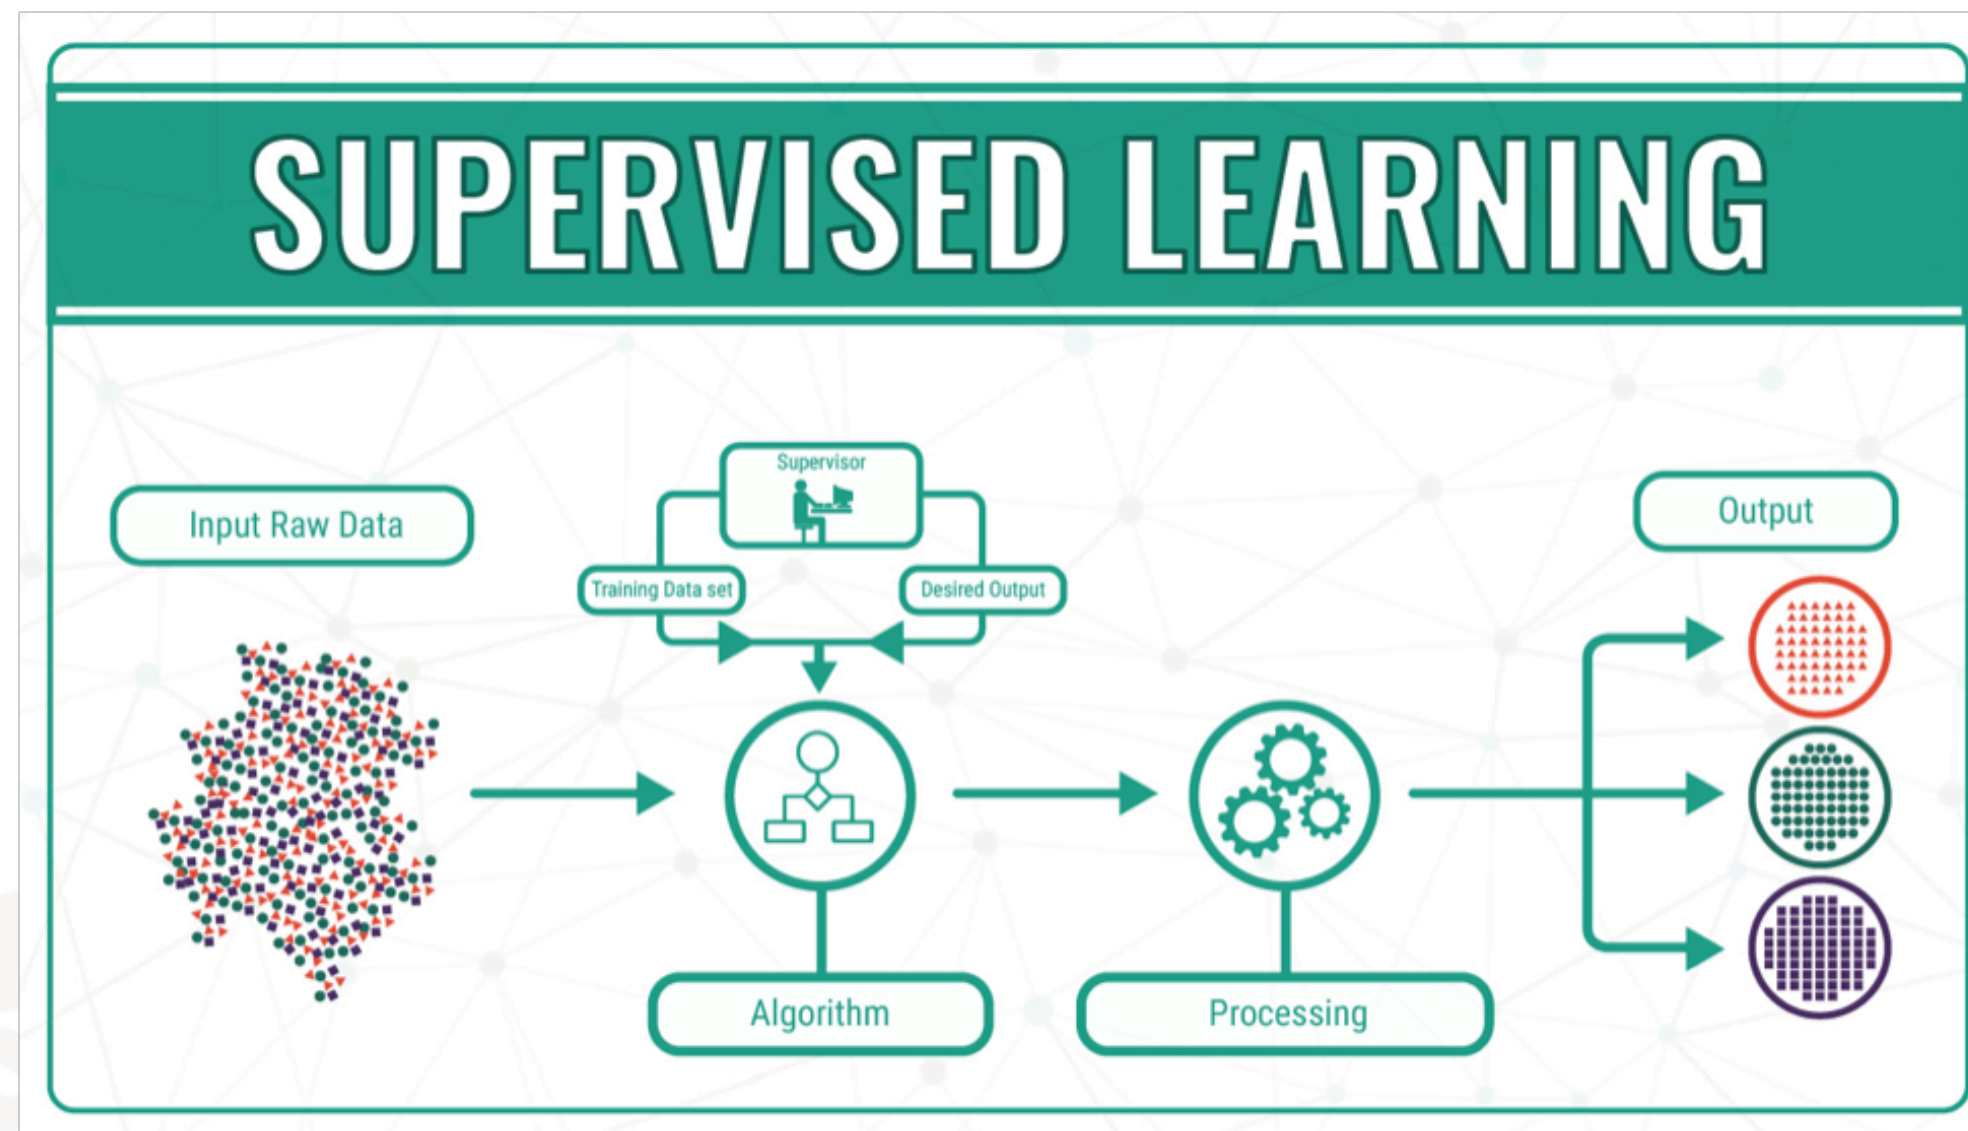 SUPERVISED LEARNING
Input Raw Data
Supervisor
Training Data set
Desired Output
Algorithm
Processing
Output